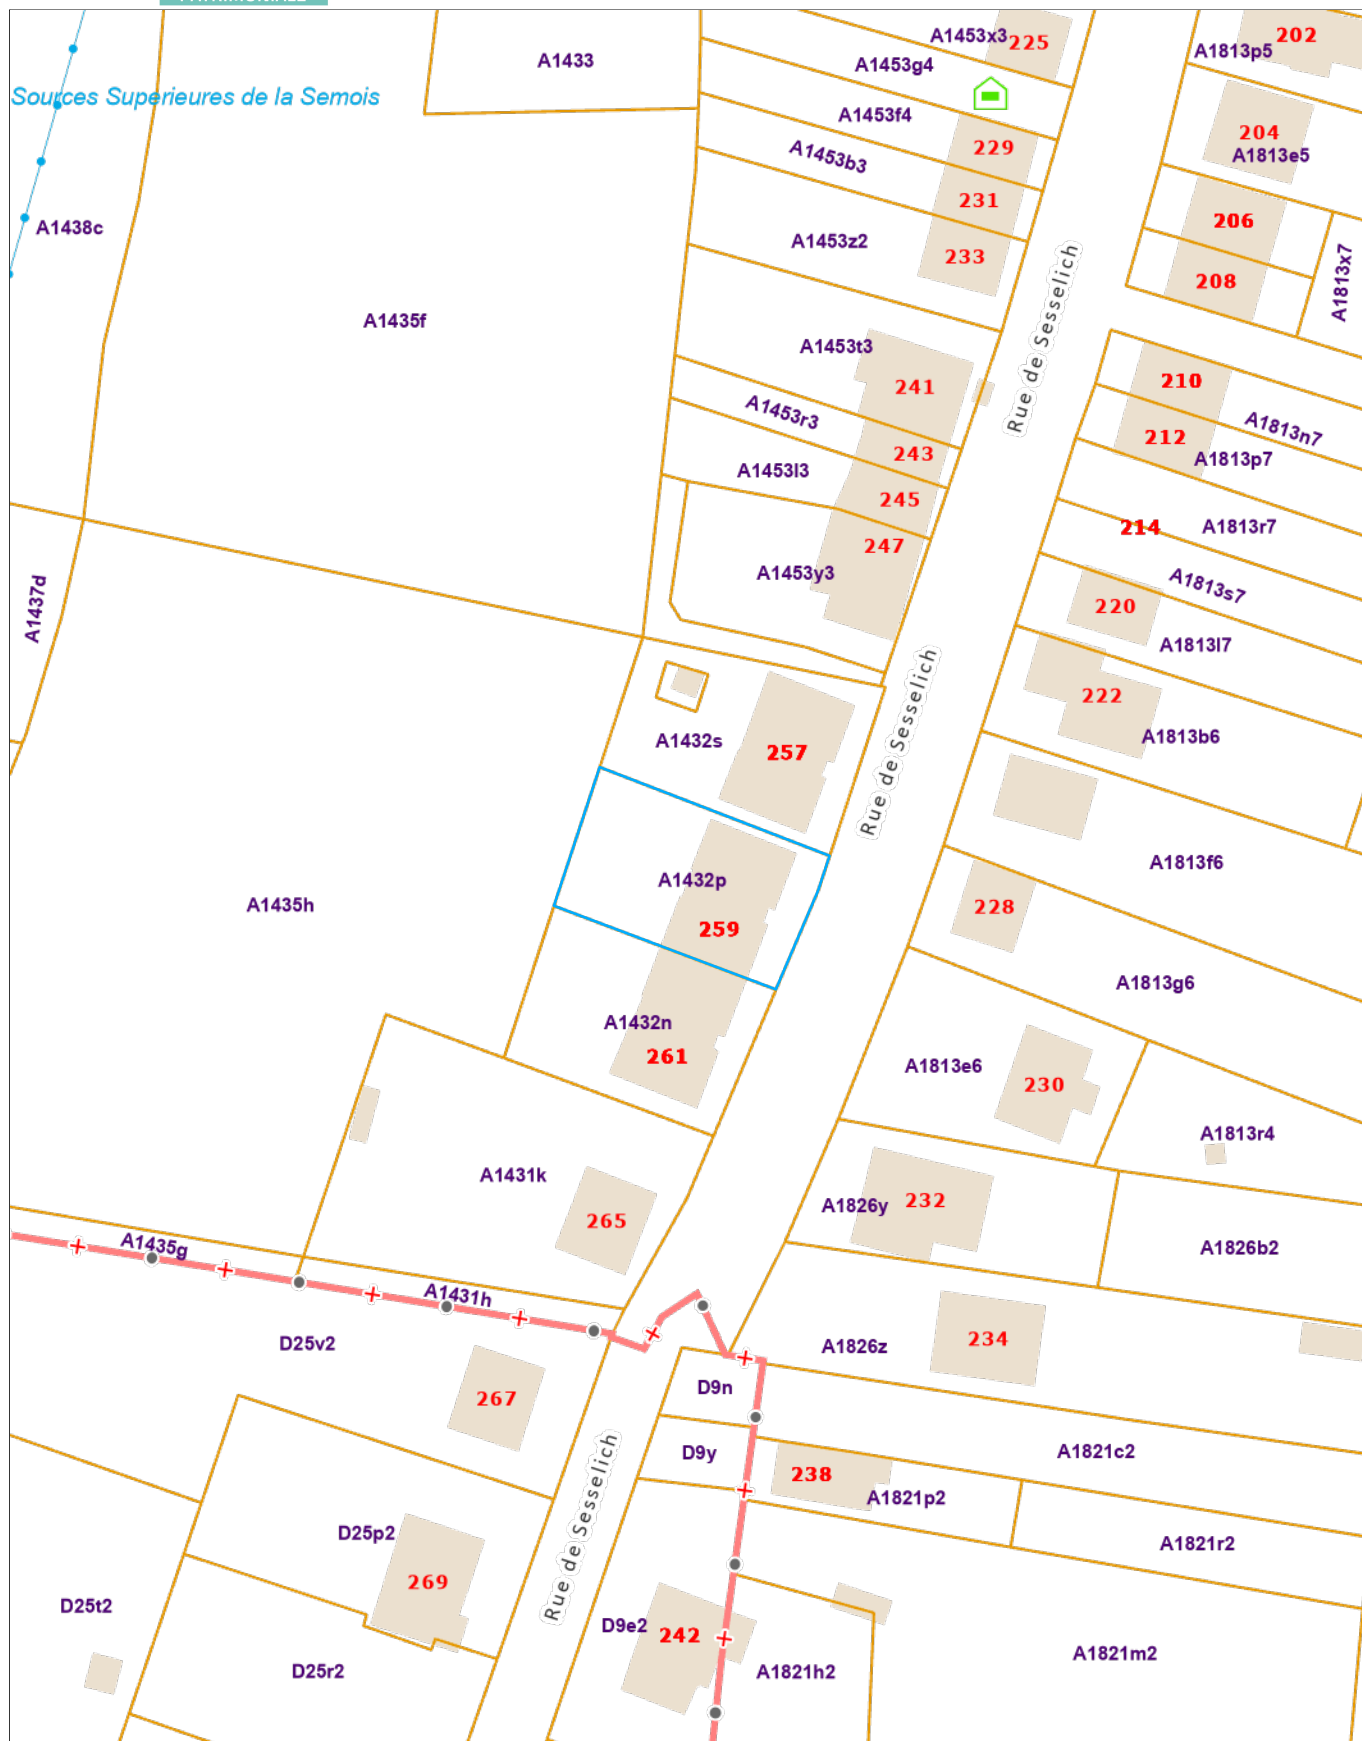 A1453x3
225
202
A1813p5
A1433
A1453g4
Sources Superieures de la Semois
A1453f4
204
A1453b3
229
A1813e5
231
A1438c
206
A1453z2
233
208
A1813x7
A1435f
Rue de Sesselich
A1453t3
241
210
A1453r3
A1813n7
243
212
A1813p7
A1453l3
245
214
A1813r7
247
A1453y3
A1813s7
A1437d
220
A1813l7
222
Rue de Sesselich
A1432s
257
A1813b6
A1813f6
A1432p
A1435h
228
259
A1813g6
A1432n
261
A1813e6
230
A1813r4
A1431k
232
A1826y
265
A1435g
A1826b2
A1431h
D25v2
A1826z
234
D9n
267
D9y
A1821c2
238
A1821p2
Rue de Sesselich
D25p2
A1821r2
269
D25t2
D9e2
242
D25r2
A1821h2
A1821m2